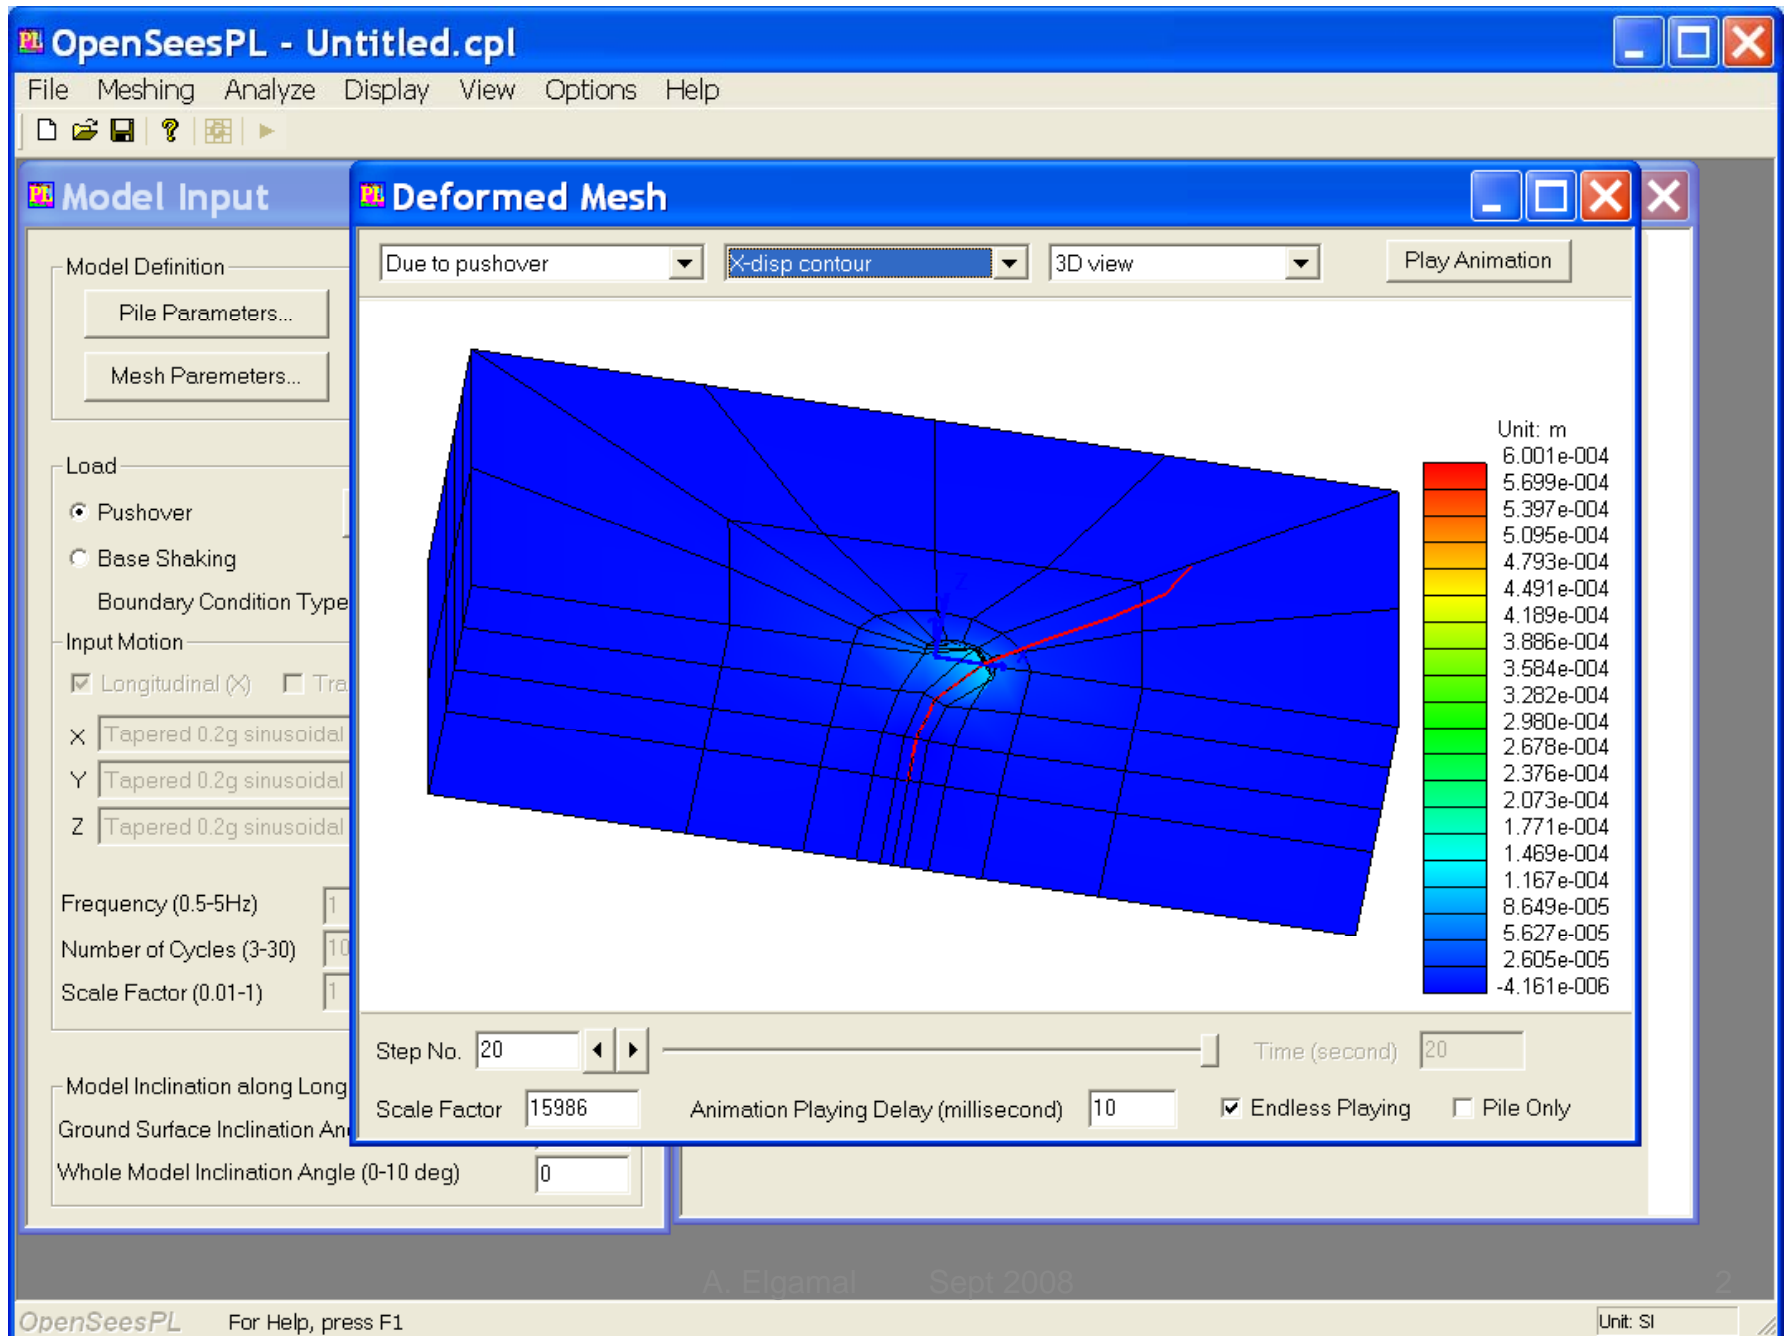 OpenSeesPL - Untitled.cpl
File Meshing Analyze Display View Options Help
Model Input
Deformed Mesh
Due to pushover X-disp contour 3D view Play Animation
Model Definition
Pile Parameters...
Mesh Paremeters...
Load
Pushover
Base Shaking
Boundary Condition Type
Input Motion
Longitudinal (X) Tra
X Tapered 0.2g sinusoidal
Y Tapered 0.2g sinusoidal
Z Tapered 0.2g sinusoidal
Frequency (0.5-5Hz) 1
Number of Cycles (3-30) 10
Scale Factor (0.01-1) 1
Model Inclination along Long
Ground Surface Inclination An
Whole Model Inclination Angle (0-10 deg) 0
Z
Unit: m
6.001e-004
5.699e-004
5.397e-004
5.095e-004
4.793e-004
4.491e-004
4.189e-004
3.886e-004
3.584e-004
3.282e-004
2.980e-004
2.678e-004
2.376e-004
2.073e-004
1.771e-004
1.469e-004
1.167e-004
8.649e-005
5.627e-005
2.605e-005
-4.161e-006
Step No. 20 Time (second) 20
Scale Factor 15986 Animation Playing Delay (millisecond) 10 Endless Playing Pile Only
A. Elgamal Sept 2008 2
OpenSeesPL For Help, press F1 Unit: SI